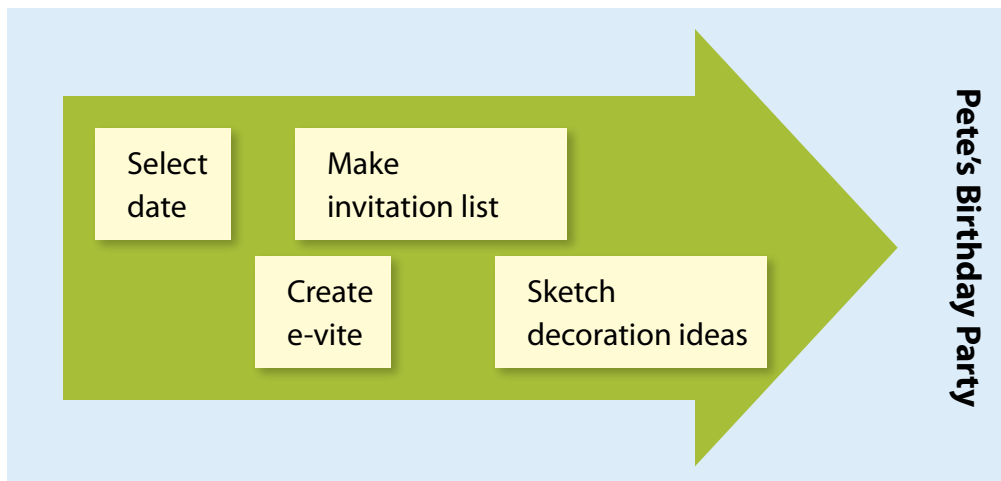 Select
date
Make
invitation list
Create
e-vite
Sketch
decoration ideas
Pete’s Birthday Party